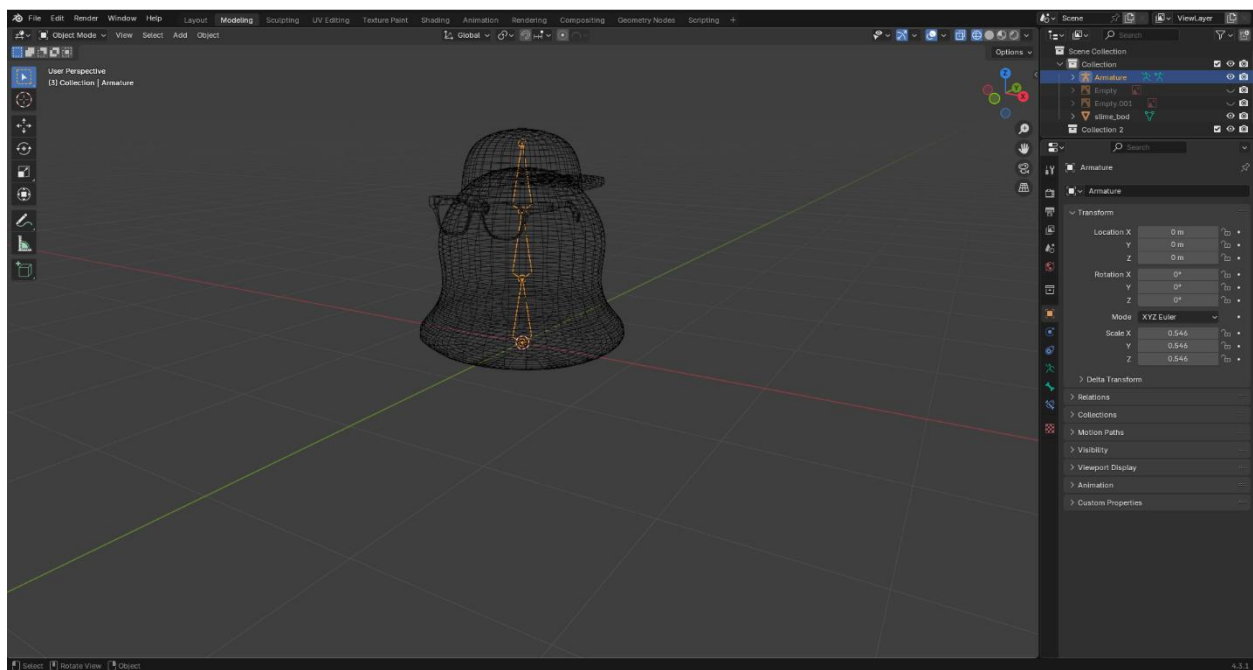 File Edit Render Window Help Layout Modeling Sculpting UV Editing Texture Paint Shading Animation Rendering Compositing Geometry Nodes Scripting + Scene ViewLayer
Object Mode View Select Add Object Global Search
Options
User Perspective
(3) Collection | Armature
Scene Collection
Collection
Armature
Empty
Empty.001
slime_bod
Collection 2
Search
Armature
Armature
Transform
Location X 0 m
Y 0 m
Z 0 m
Rotation X 0°
Y 0°
Z 0°
Mode XYZ Euler
Scale X 0.546
Y 0.546
Z 0.546
Delta Transform
Relations
Collections
Motion Paths
Visibility
Viewport Display
Animation
Custom Properties
Select Rotate View Object 4.3.1